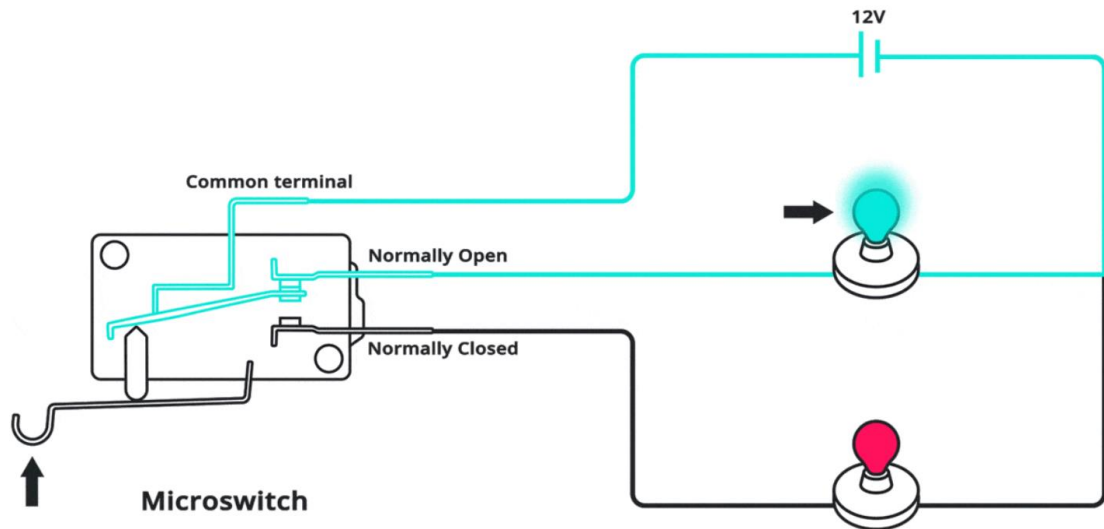 12V
Common terminal
Normally Open
Normally Closed
Microswitch